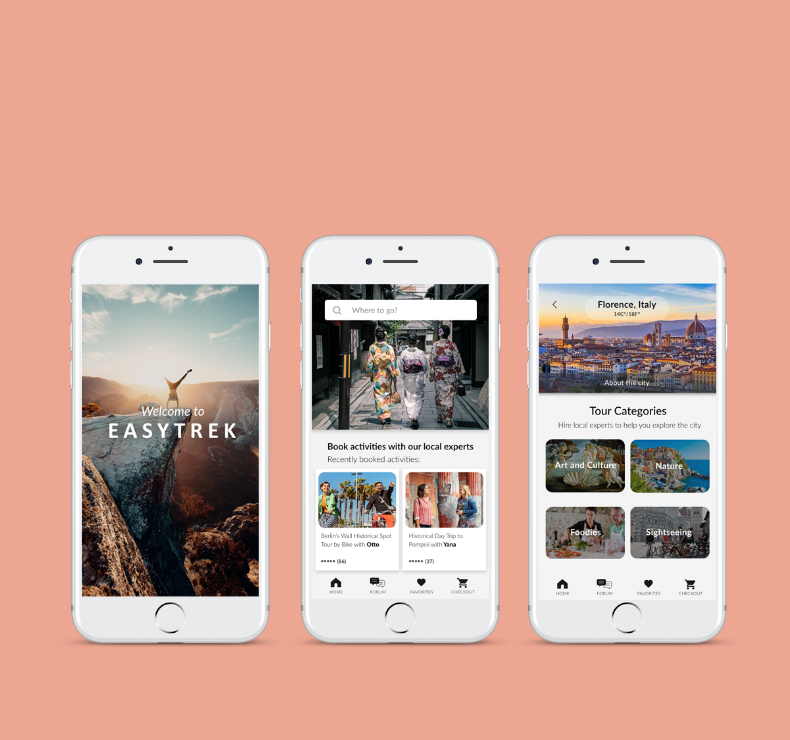 Welcome to
EASYTREK
Where to go?
Book activities with our local experts
Recently booked activities:
Berlin's Wall Historical Spot
Tour by Bike with Otto
(86)
Historical Day Trip to
Pompeii with Yana
(37)
HOME
FORUM
FAVORITES
CHECKOUT
Florence, Italy
14C°/58F°
About the city
Tour Categories
Hire local experts to help you explore the city
Art and Culture
Nature
Foodies
Sightseeing
HOME
FORUM
FAVORITES
CHECKOUT